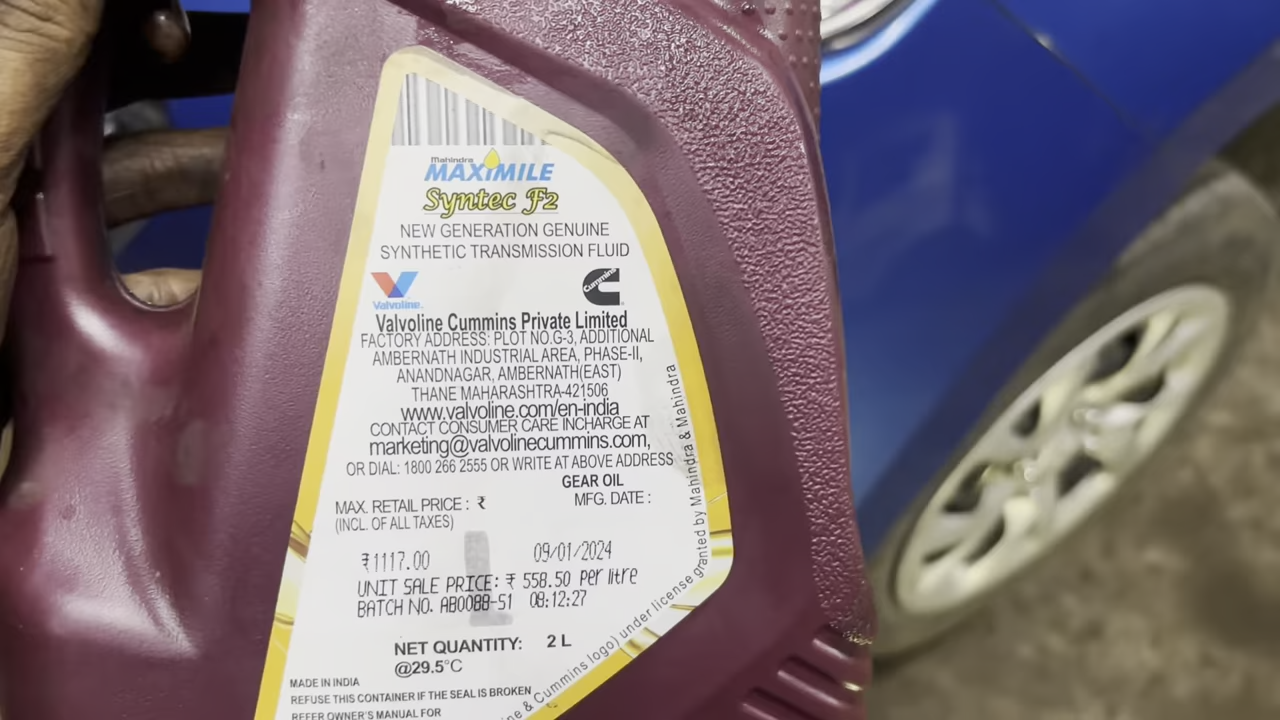 Mahindra
MAXIMILE
Syntec F2
NEW GENERATION GENUINE
SYNTHETIC TRANSMISSION FLUID
Valvoline.
Cummins
Valvoline Cummins Private Limited
FACTORY ADDRESS: PLOT NO.G-3, ADDITIONAL
AMBERNATH INDUSTRIAL AREA, PHASE-II,
ANANDNAGAR, AMBERNATH(EAST)
THANE MAHARASHTRA-421506
www.valvoline.com/en-india
CONTACT CONSUMER CARE INCHARGE AT
marketing@valvolinecummins.com,
OR DIAL: 1800 266 2555 OR WRITE AT ABOVE ADDRESS
GEAR OIL
MAX. RETAIL PRICE : ₹ MFG. DATE :
(INCL. OF ALL TAXES)
₹1117.00 09/01/2024
UNIT SALE PRICE: ₹ 558.50 Per litre
BATCH NO. AB00BB-51 08:12:27
NET QUANTITY: 2 L
@29.5°C
MADE IN INDIA
REFUSE THIS CONTAINER IF THE SEAL IS BROKEN
REFER OWNER'S MANUAL FOR
& Cummins logo) under license granted by Mahindra & Mahindra